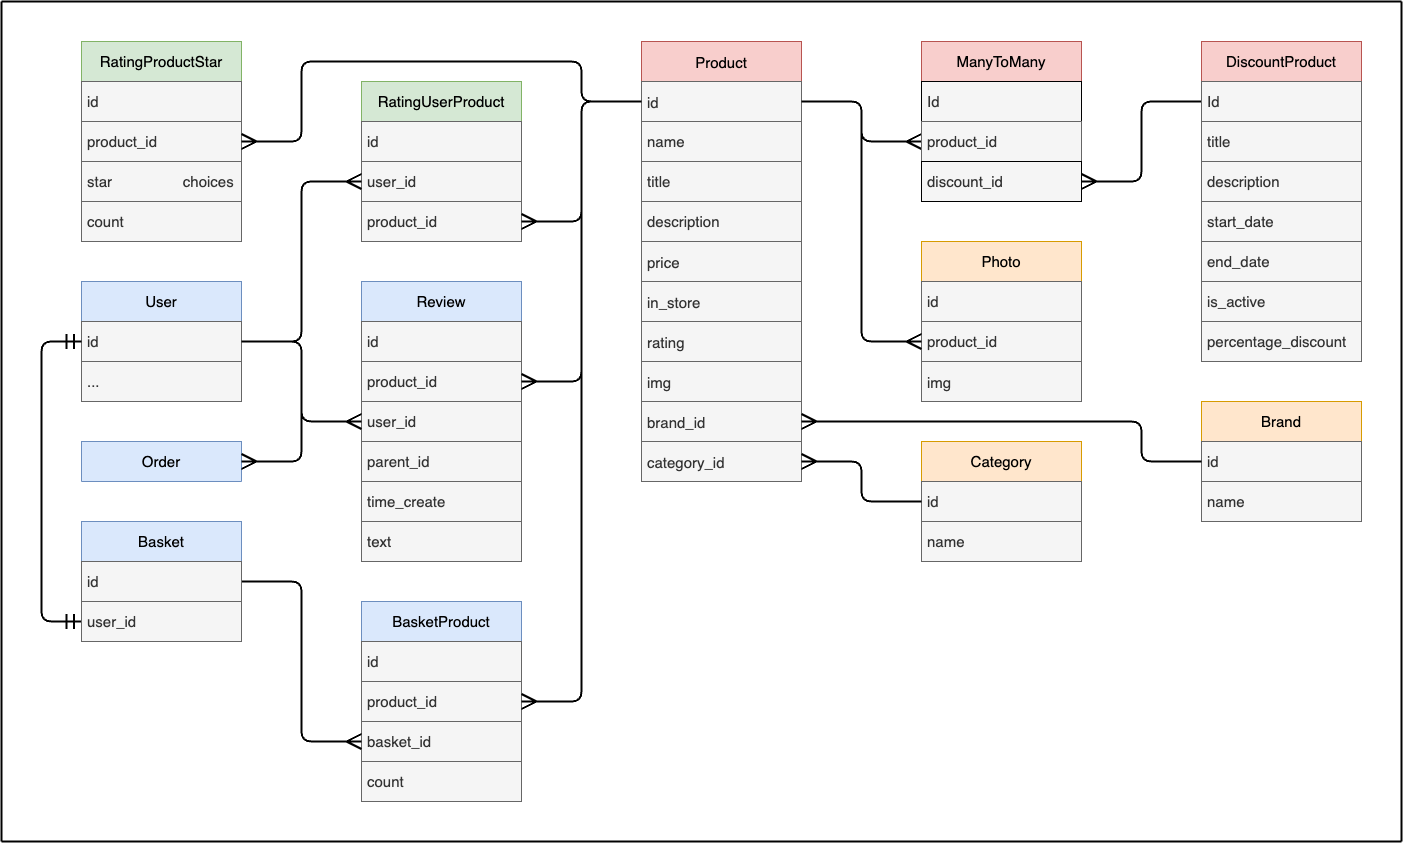 RatingProductStar
id
product_id
star choices
count
RatingUserProduct
id
user_id
product_id
User
id
...
Order
Basket
id
user_id
Review
id
product_id
user_id
parent_id
time_create
text
BasketProduct
id
product_id
basket_id
count
Product
id
name
title
description
price
in_store
rating
img
brand_id
category_id
ManyToMany
Id
product_id
discount_id
Photo
id
product_id
img
Category
id
name
DiscountProduct
Id
title
description
start_date
end_date
is_active
percentage_discount
Brand
id
name